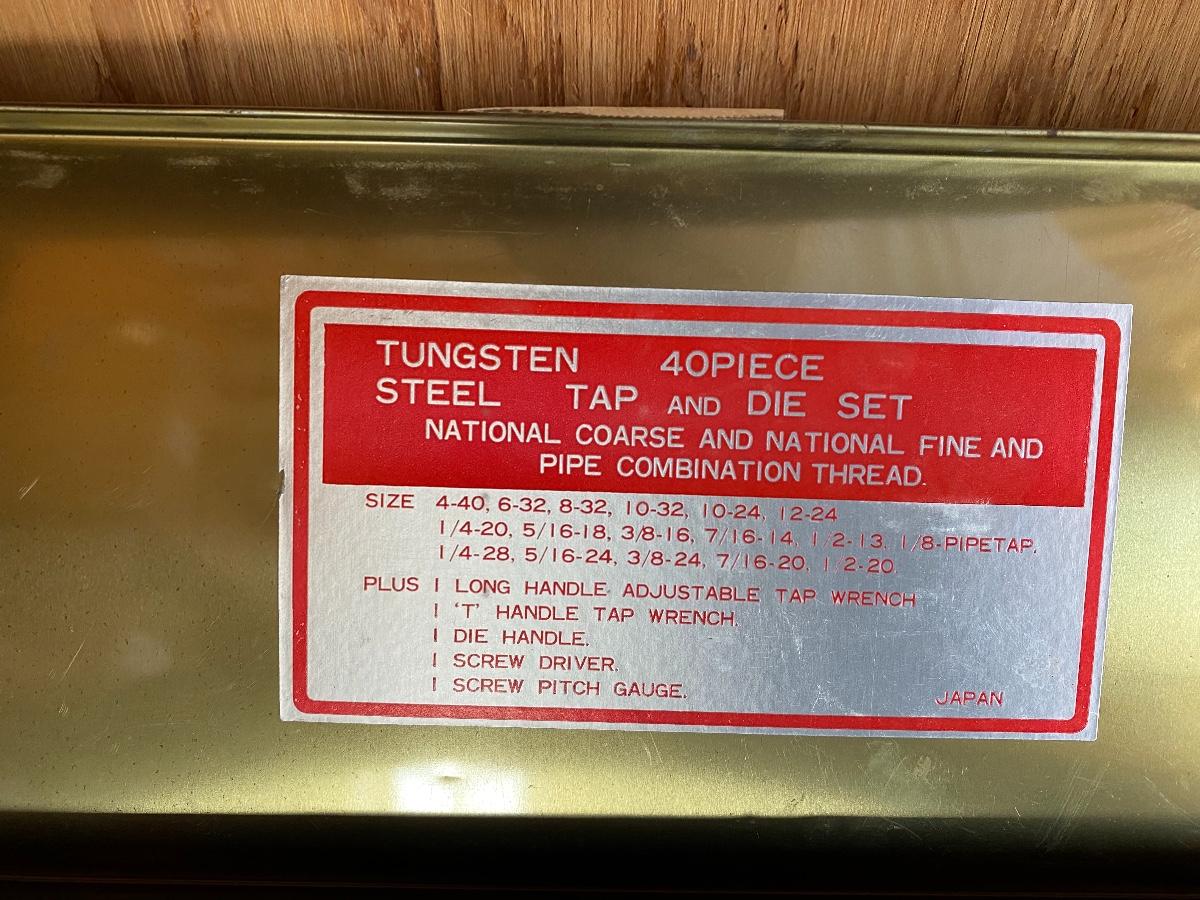 TUNGSTEN 40PIECE
STEEL TAP AND DIE SET
NATIONAL COARSE AND NATIONAL FINE AND
PIPE COMBINATION THREAD.
SIZE 4-40, 6-32, 8-32, 10-32, 10-24, 12-24
1/4-20, 5/16-18, 3/8-16, 7/16-14, 1/2-13, 1/8-PIPETAP.
1/4-28, 5/16-24, 3/8-24, 7/16-20, 1/2-20.
PLUS 1 LONG HANDLE ADJUSTABLE TAP WRENCH
1 'T' HANDLE TAP WRENCH.
1 DIE HANDLE.
1 SCREW DRIVER.
1 SCREW PITCH GAUGE.
JAPAN